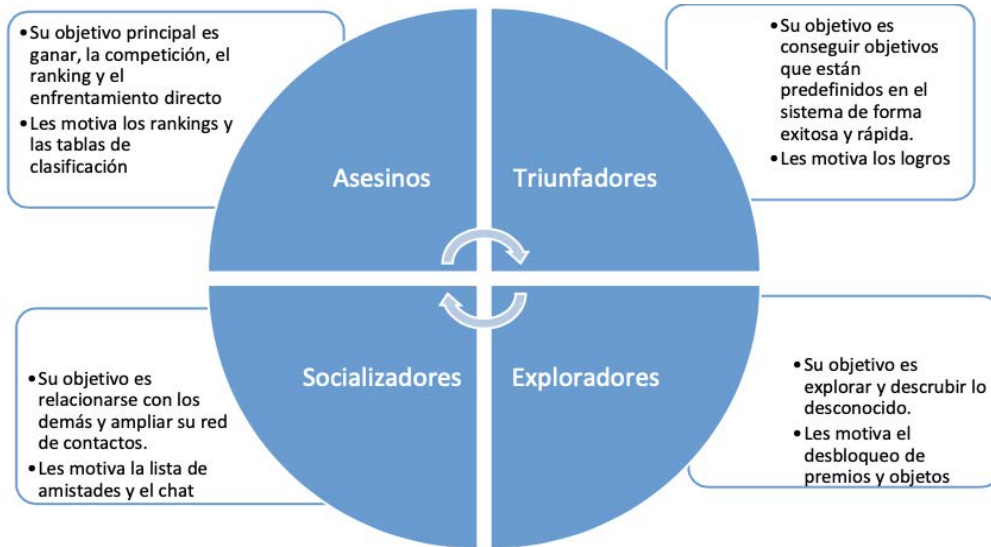 •Su objetivo principal es
ganar, la competición, el
ranking y el
enfrentamiento directo
•Les motiva los rankings y
las tablas de
clasificación
•Su objetivo es
conseguir objetivos
que están
predefinidos en el
sistema de forma
exitosa y rápida.
•Les motiva los logros
Asesinos
Triunfadores
Socializadores
Exploradores
•Su objetivo es
relacionarse con los
demás y ampliar su red
de contactos.
•Les motiva la lista de
amistades y el chat
•Su objetivo es
explorar y descrubir lo
desconocido.
•Les motiva el
desbloqueo de
premios y objetos